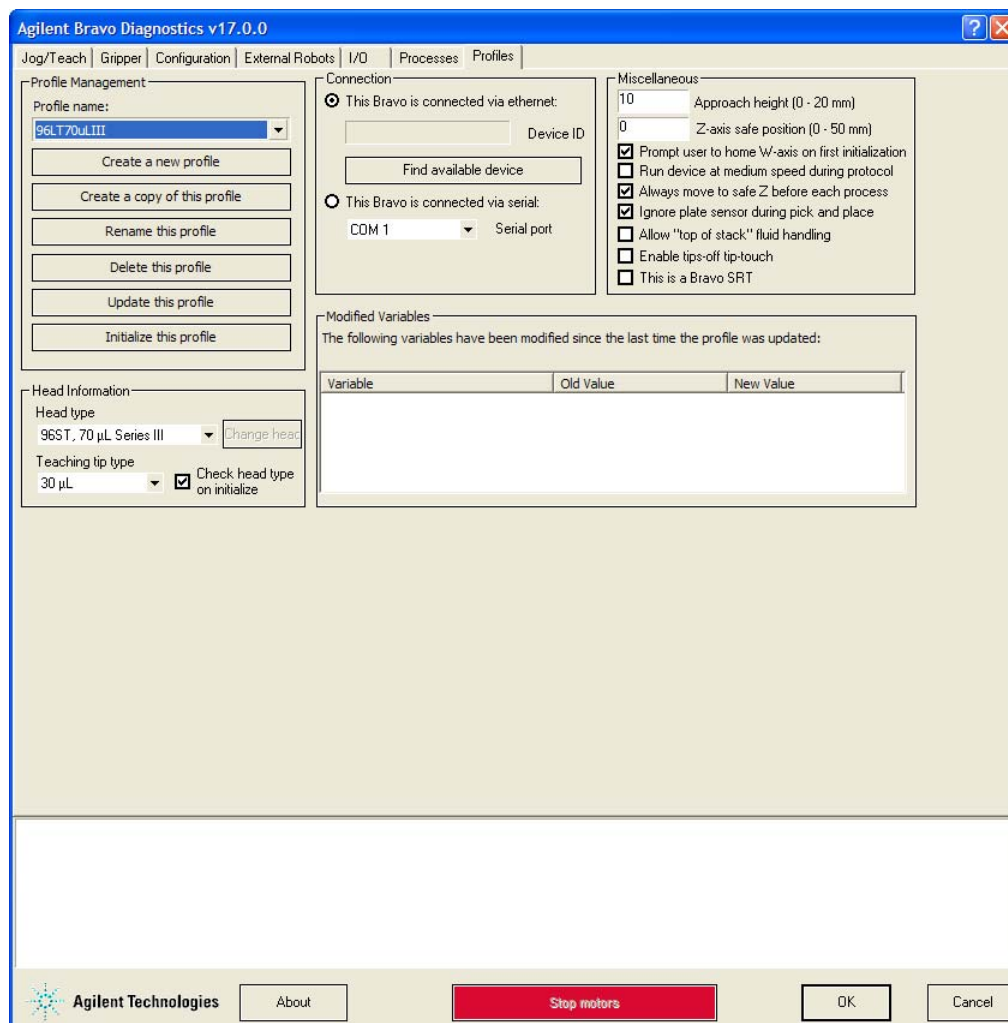 Agilent Bravo Diagnostics v17.0.0
?
Jog/Teach Gripper Configuration External Robots I/O Processes Profiles
Profile Management
Profile name:
96LT70uLIII
Create a new profile
Create a copy of this profile
Rename this profile
Delete this profile
Update this profile
Initialize this profile
Head Information
Head type
96ST, 70 µL Series III
Change head
Teaching tip type
30 µL
Check head type
on initialize
Connection
This Bravo is connected via ethernet:
Device ID
Find available device
This Bravo is connected via serial:
COM 1 Serial port
Miscellaneous
10 Approach height (0 - 20 mm)
0 Z-axis safe position (0 - 50 mm)
Prompt user to home W-axis on first initialization
Run device at medium speed during protocol
Always move to safe Z before each process
Ignore plate sensor during pick and place
Allow "top of stack" fluid handling
Enable tips-off tip-touch
This is a Bravo SRT
Modified Variables
The following variables have been modified since the last time the profile was updated:
Variable Old Value New Value
Agilent Technologies
About
Stop motors
OK
Cancel